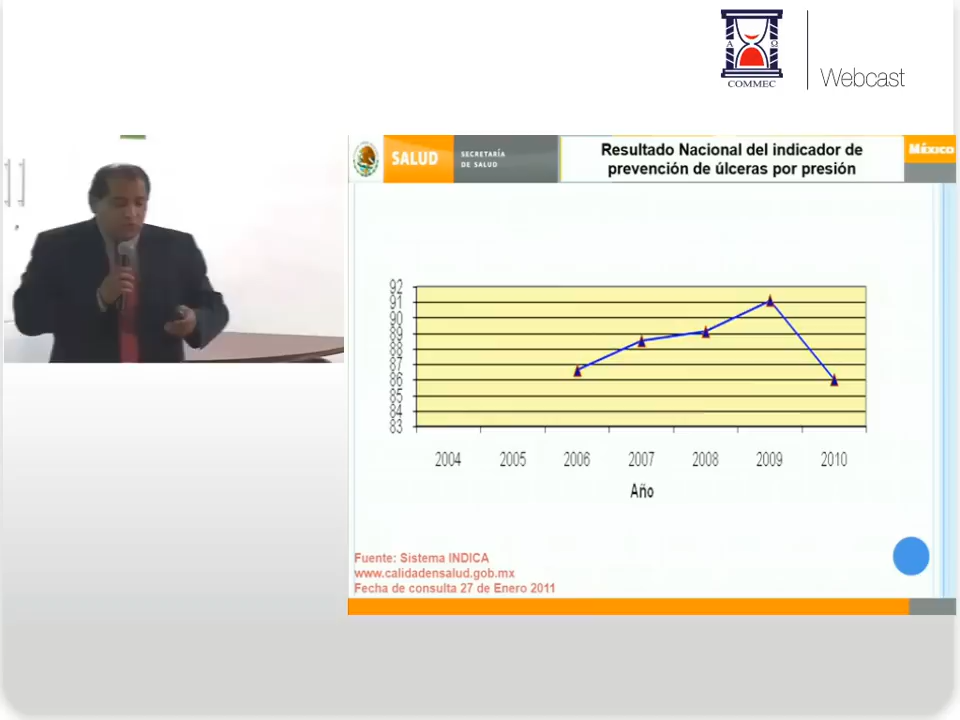 A Ω
COMMEC
Webcast
SALUD
SECRETARÍA
DE SALUD
Resultado Nacional del indicador de
prevención de úlceras por presión
México
92
91
90
89
88
87
86
85
84
83
2004 2005 2006 2007 2008 2009 2010
Año
Fuente: Sistema INDICA
www.calidadensalud.gob.mx
Fecha de consulta 27 de Enero 2011